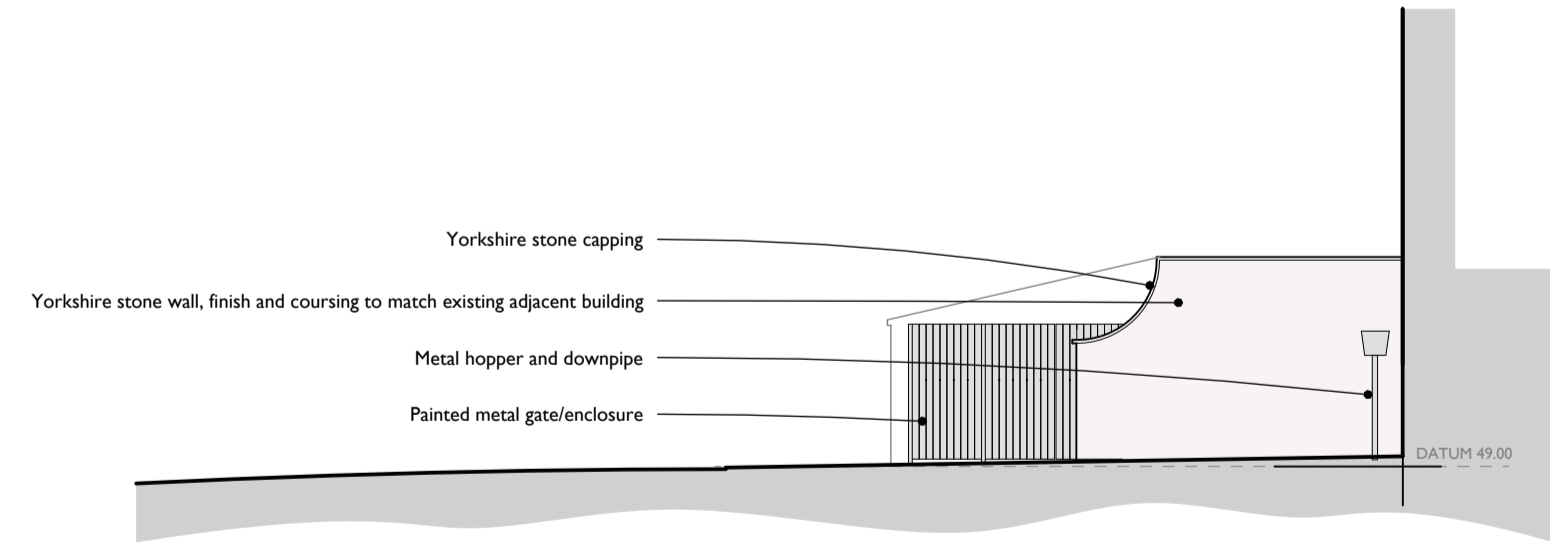 Yorkshire stone capping
Yorkshire stone wall, finish and coursing to match existing adjacent building
Metal hopper and downpipe
Painted metal gate/enclosure
DATUM 49.00